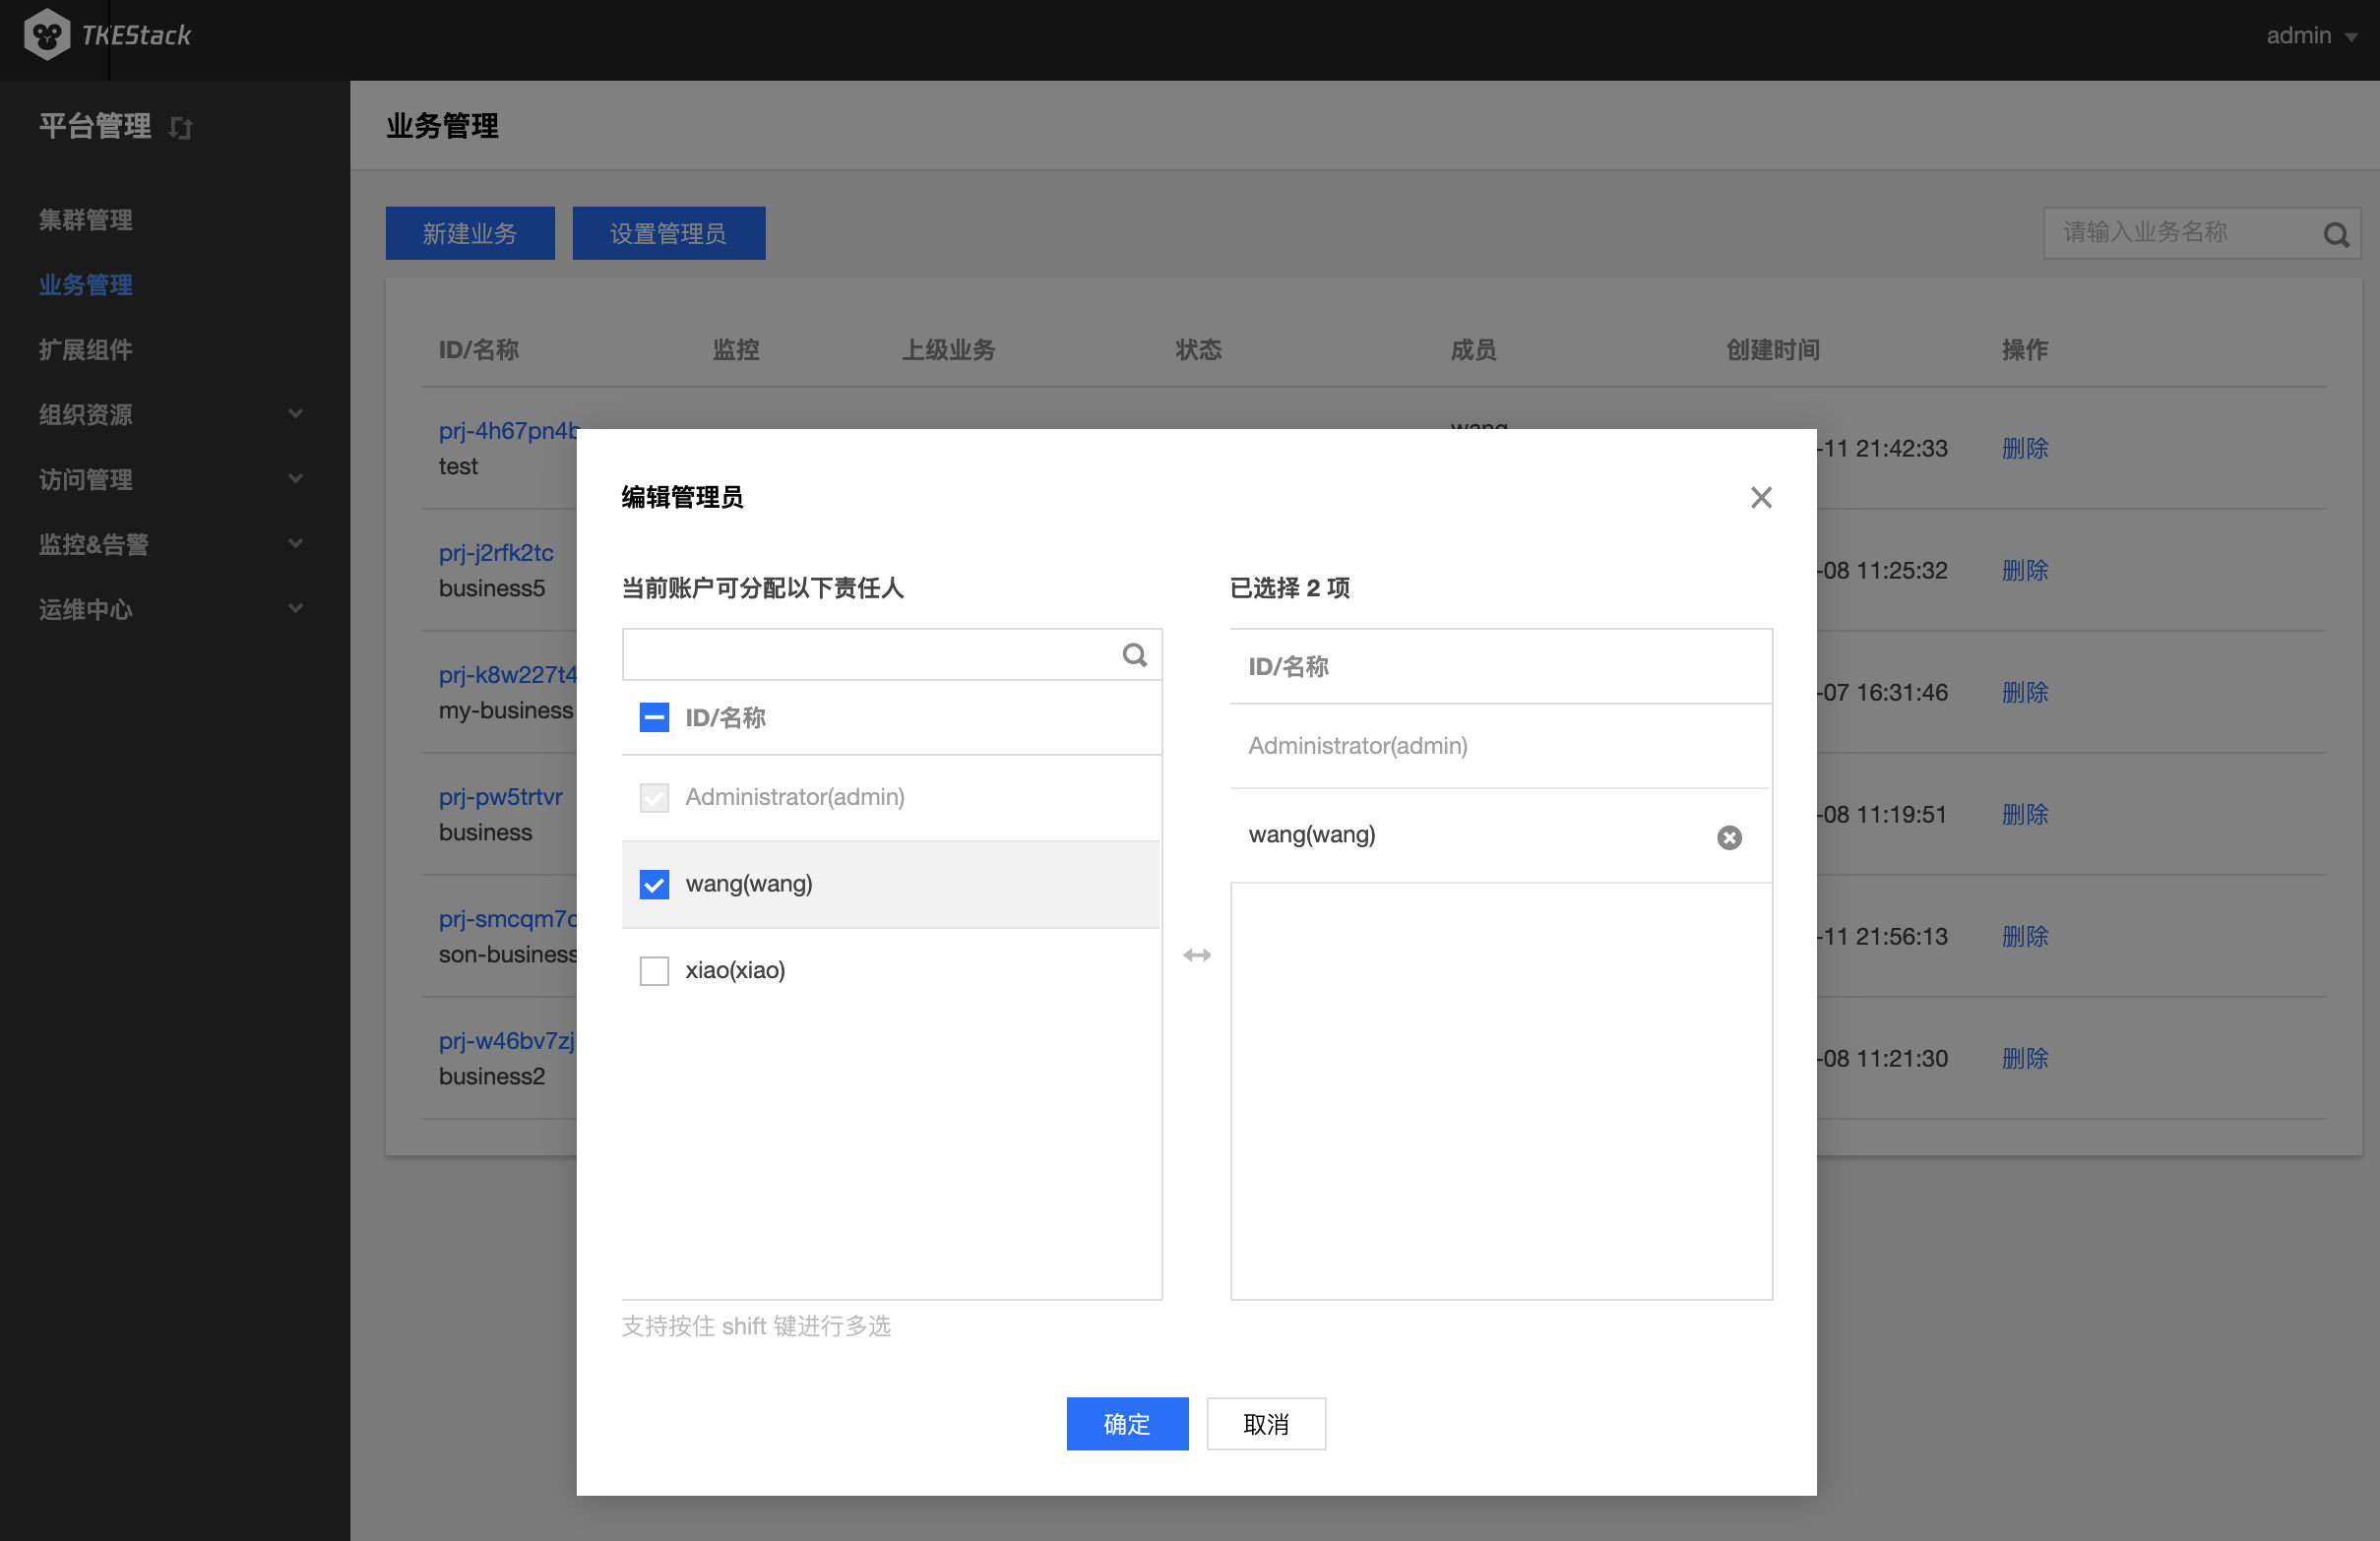 TKEStack
admin
平台管理
业务管理
集群管理
业务管理
扩展组件
组织资源
访问管理
监控&告警
运维中心
新建业务
设置管理员
请输入业务名称
ID/名称
监控
上级业务
状态
成员
创建时间
操作
prj-4h67pn4b
test
wang
-11 21:42:33
删除
prj-j2rfk2tc
business5
-08 11:25:32
删除
prj-k8w227t4
my-business
-07 16:31:46
删除
prj-pw5trtvr
business
-08 11:19:51
删除
prj-smcqm7c
son-business
-11 21:56:13
删除
prj-w46bv7zj
business2
-08 11:21:30
删除
编辑管理员
当前账户可分配以下责任人
ID/名称
Administrator(admin)
wang(wang)
xiao(xiao)
支持按住 shift 键进行多选
已选择 2 项
ID/名称
Administrator(admin)
wang(wang)
确定
取消